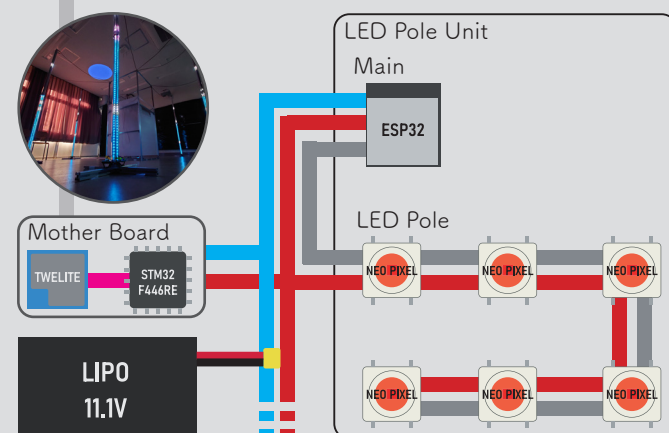 LED Pole Unit
Main
ESP32
LED Pole
Mother Board
TWELITE
STM32
F446RE
NEO PIXEL
NEO PIXEL
NEO PIXEL
LIPO
11.1V
NEO PIXEL
NEO PIXEL
NEO PIXEL